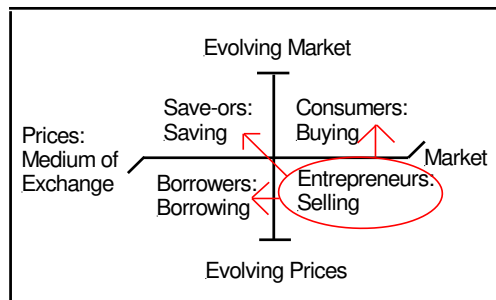 Evolving Market
Save-ors:
Saving
Consumers:
Buying
Prices:
Medium of
Exchange
Market
Borrowers:
Borrowing
Entrepreneurs:
Selling
Evolving Prices